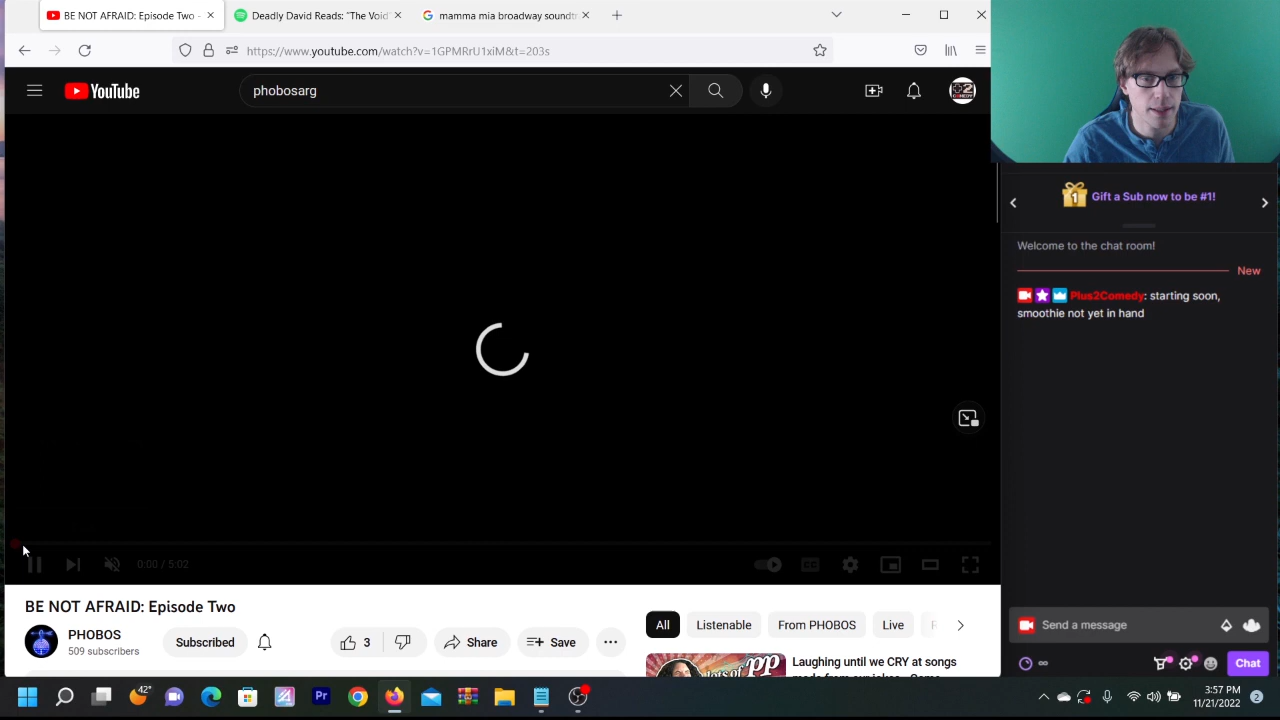 BE NOT AFRAID: Episode Two -
Deadly David Reads: "The Void"
mamma mia broadway soundt
https://www.youtube.com/watch?v=1GPMRrU1xiM&t=203s
YouTube
phobosarg
1
Gift a Sub now to be #1!
Welcome to the chat room!
New
Plus2Comedy: starting soon,
smoothie not yet in hand
0:00 / 5:02
BE NOT AFRAID: Episode Two
PHOBOS
509 subscribers
Subscribed
3
Share
Save
All
Listenable
From PHOBOS
Live
Laughing until we CRY at songs
Send a message
Chat
42°
Pr
3:57 PM
11/21/2022
2